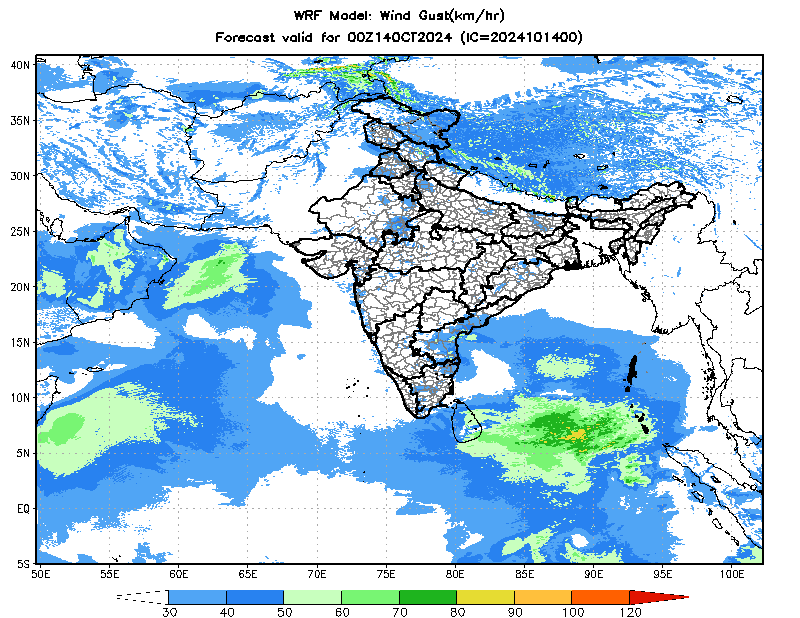 WRF Model: Wind Gust(km/hr)
Forecast valid for 00Z14OCT2024 (IC=2024101400)
40N
35N
30N
25N
20N
15N
10N
5N
EQ
5S
50E 55E 60E 65E 70E 75E 80E 85E 90E 95E 100E
30 40 50 60 70 80 90 100 120